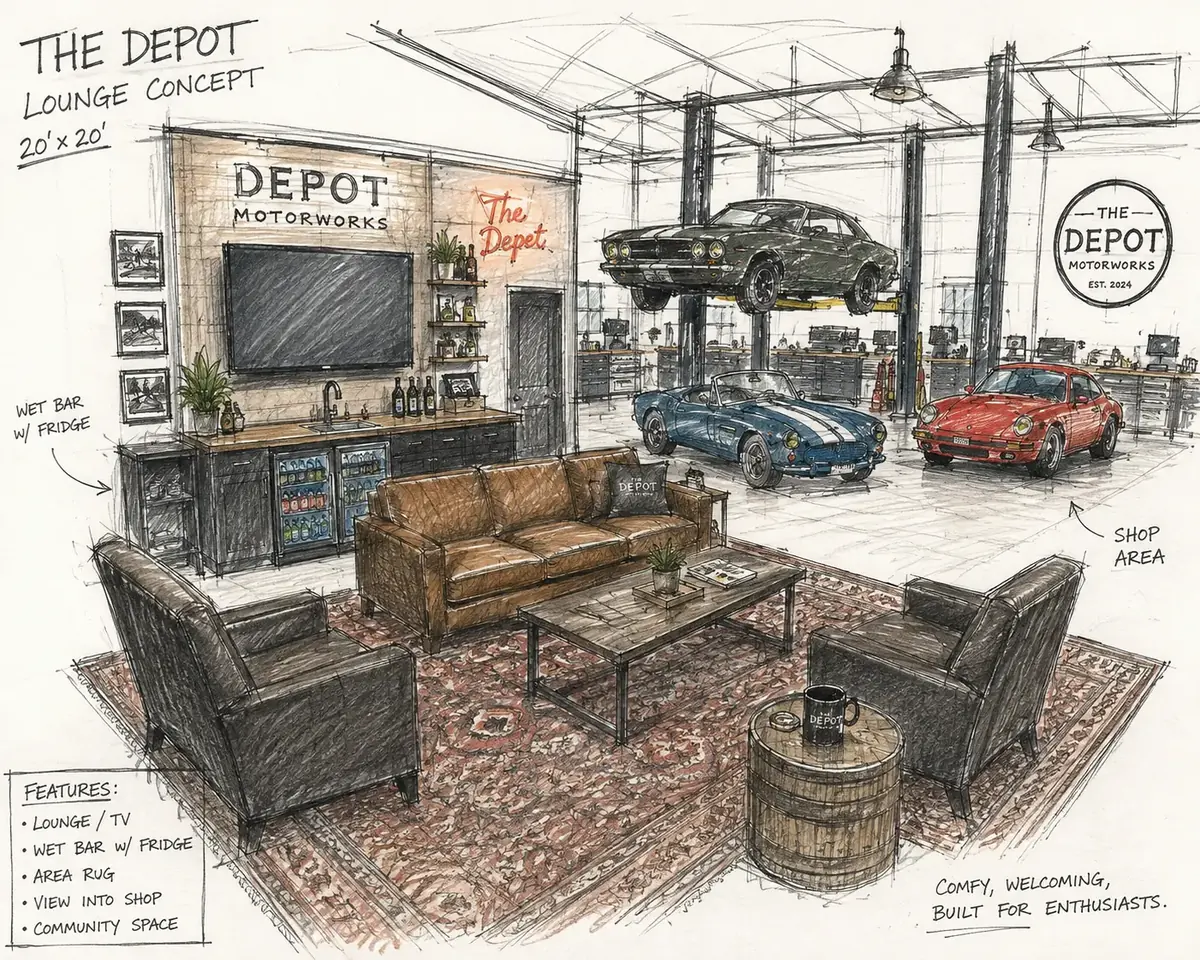 THE DEPOT
LOUNGE CONCEPT
20' x 20'
DEPOT
MOTORWORKS
The
Depet.
THE
DEPOT
MOTORWORKS
EST. 2024
WET BAR
W/ FRIDGE
DEPOT
SHOP
AREA
DEPOT
FEATURES:
• LOUNGE / TV
• WET BAR W/ FRIDGE
• AREA RUG
• VIEW INTO SHOP
• COMMUNITY SPACE
COMFY, WELCOMING,
BUILT FOR ENTHUSIASTS.